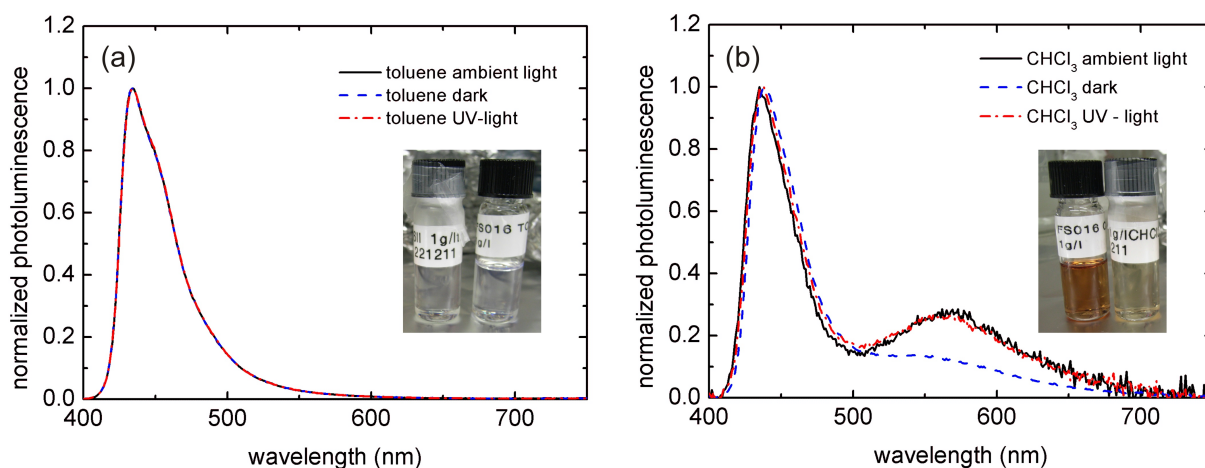 (a)
toluene ambient light
toluene dark
toluene UV-light
1g/l
221211
FS016
g/l
normalized photoluminescence
1.2
1.0
0.8
0.6
0.4
0.2
0.0
400
500
600
700
wavelength (nm)
(b)
CHCl₃ ambient light
CHCl₃ dark
CHCl₃ UV - light
FS016
1g/l
g/lCHCl
211
normalized photoluminescence
1.2
1.0
0.8
0.6
0.4
0.2
0.0
400
500
600
700
wavelength (nm)